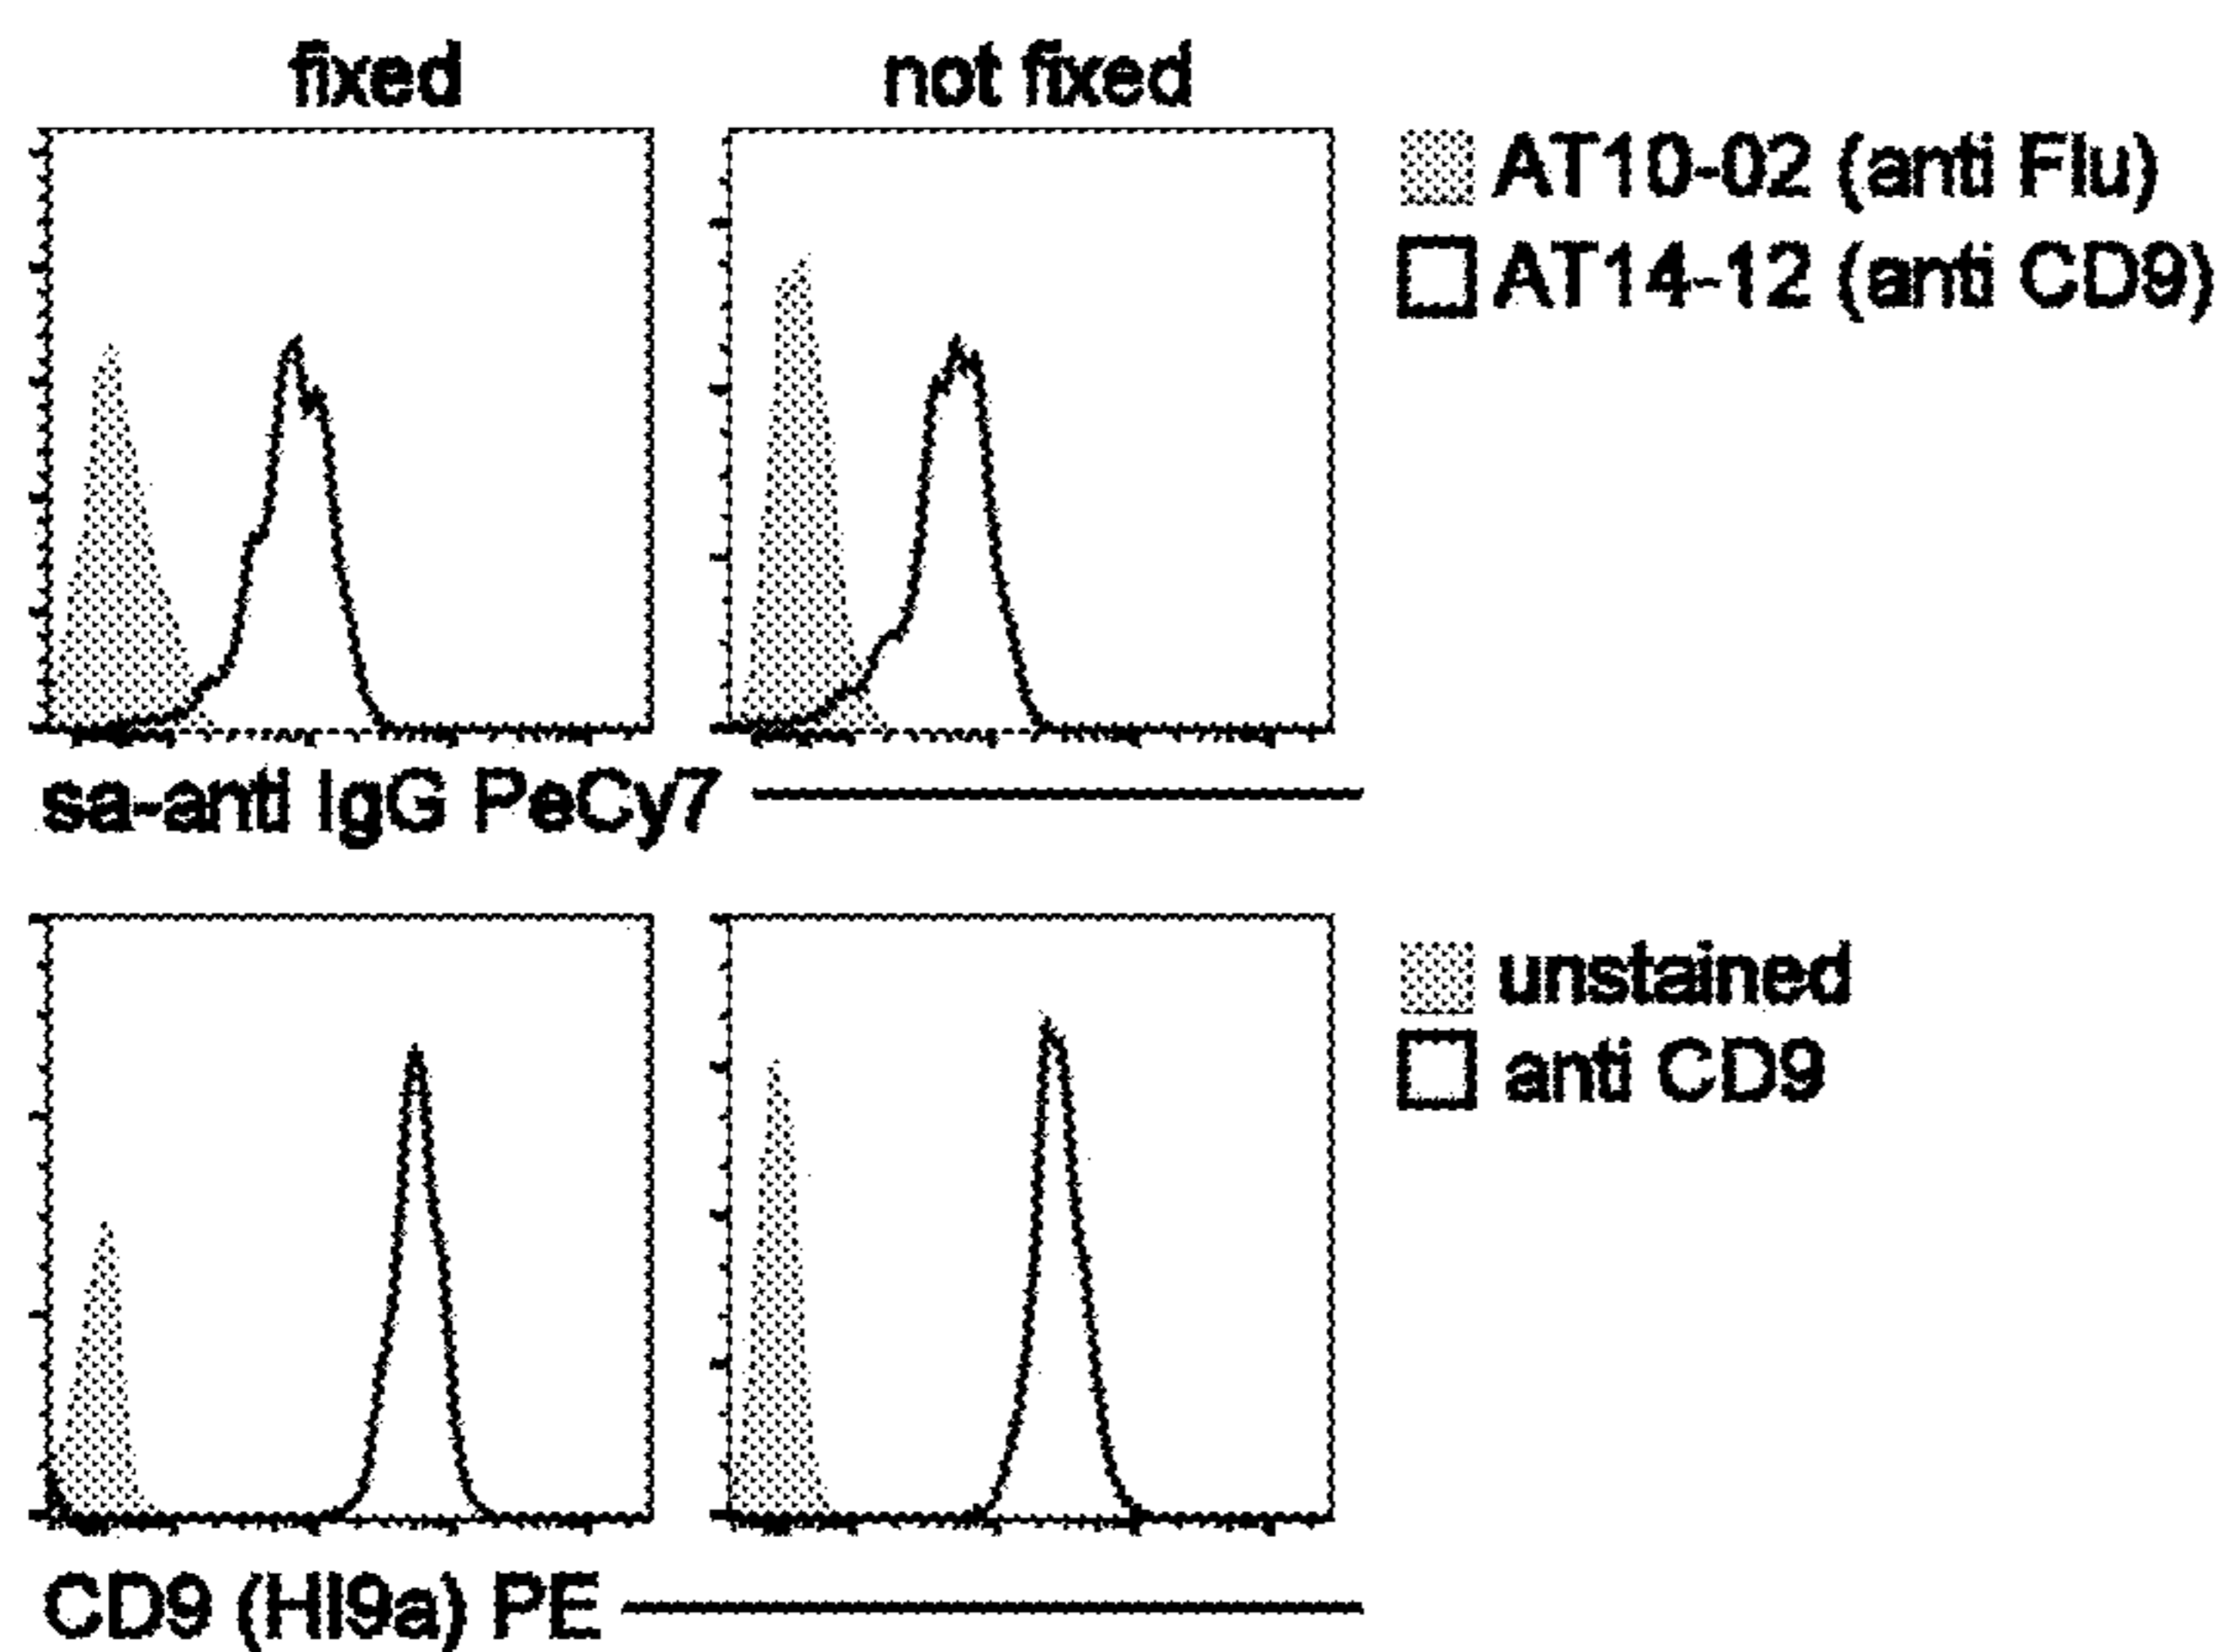 fixed
not fixed
AT10-02 (anti Flu)
AT14-12 (anti CD9)
sa-anti IgG PeCy7
unstained
anti CD9
CD9 (HI9a) PE